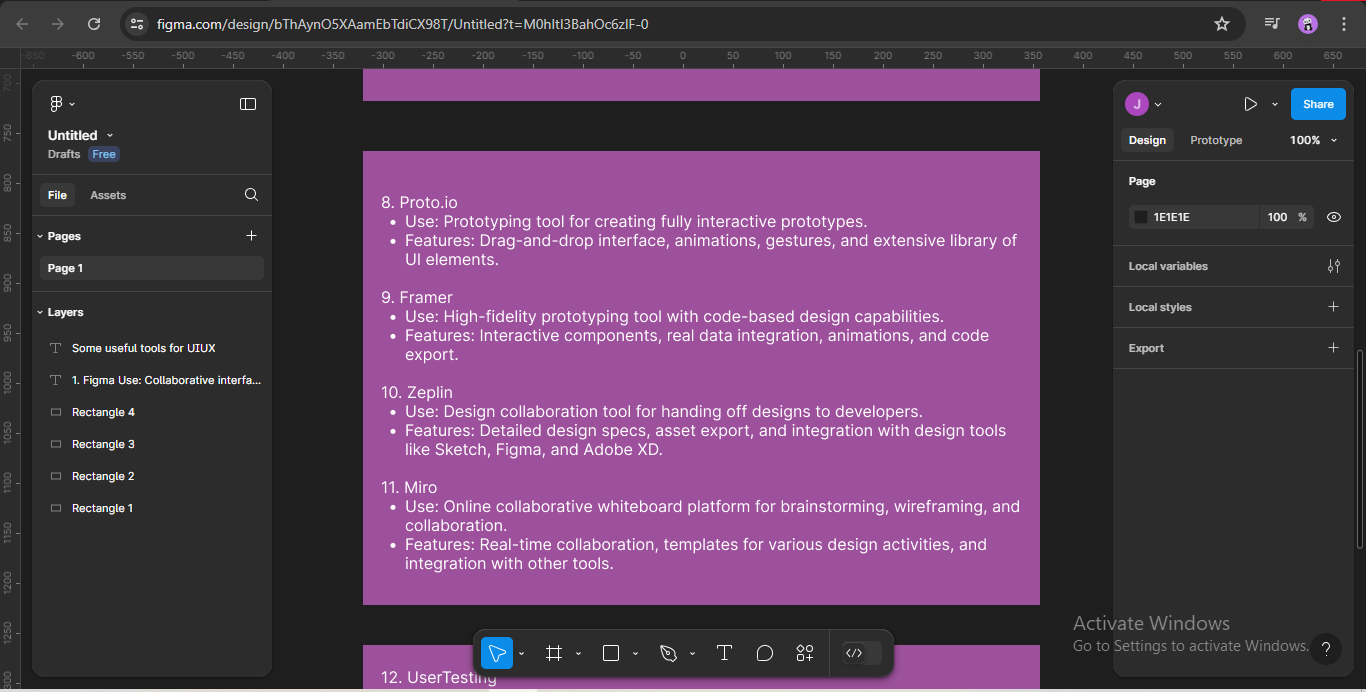 figma.com/design/bThAynO5XAamEbTdiCX98T/Untitled?t=M0hItI3BahOc6zIF-0
-650 -600 -550 -500 -450 -400 -350 -300 -250 -200 -150 -100 -50 0 50 100 150 200 250 300 350 400 450 500 550 600 650
700
750
800
850
900
950
1000
1050
1100
1150
1200
1250
1300
Untitled
Drafts Free
File Assets
Pages
Page 1
Layers
Some useful tools for UIUX
1. Figma Use: Collaborative interfa...
Rectangle 4
Rectangle 3
Rectangle 2
Rectangle 1
8. Proto.io
• Use: Prototyping tool for creating fully interactive prototypes.
• Features: Drag-and-drop interface, animations, gestures, and extensive library of
UI elements.
9. Framer
• Use: High-fidelity prototyping tool with code-based design capabilities.
• Features: Interactive components, real data integration, animations, and code
export.
10. Zeplin
• Use: Design collaboration tool for handing off designs to developers.
• Features: Detailed design specs, asset export, and integration with design tools
like Sketch, Figma, and Adobe XD.
11. Miro
• Use: Online collaborative whiteboard platform for brainstorming, wireframing, and
collaboration.
• Features: Real-time collaboration, templates for various design activities, and
integration with other tools.
12. UserTesting
J
Share
Design Prototype 100%
Page
1E1E1E 100 %
Local variables
Local styles
Export
Activate Windows
Go to Settings to activate Windows.
?